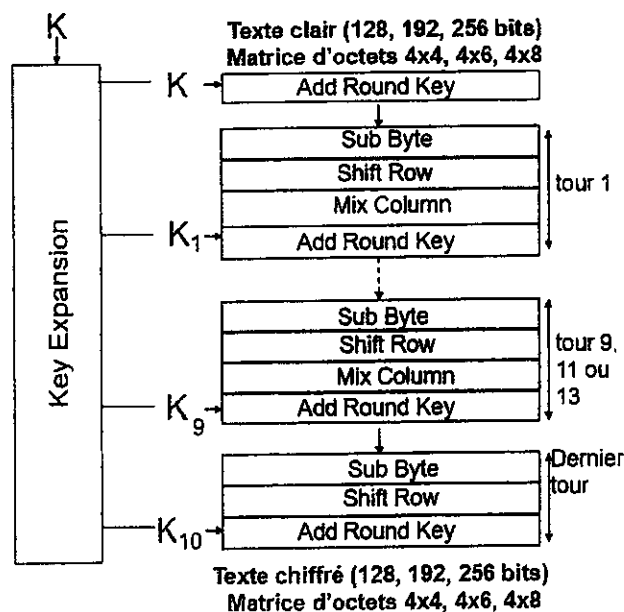 K
Texte clair (128, 192, 256 bits)
Matrice d'octets 4x4, 4x6, 4x8
Key Expansion
K
Add Round Key
Sub Byte
Shift Row
Mix Column
K1
Add Round Key
tour 1
Sub Byte
Shift Row
Mix Column
K9
Add Round Key
tour 9,
11 ou
13
Sub Byte
Shift Row
K10
Add Round Key
Dernier
tour
Texte chiffré (128, 192, 256 bits)
Matrice d'octets 4x4, 4x6, 4x8